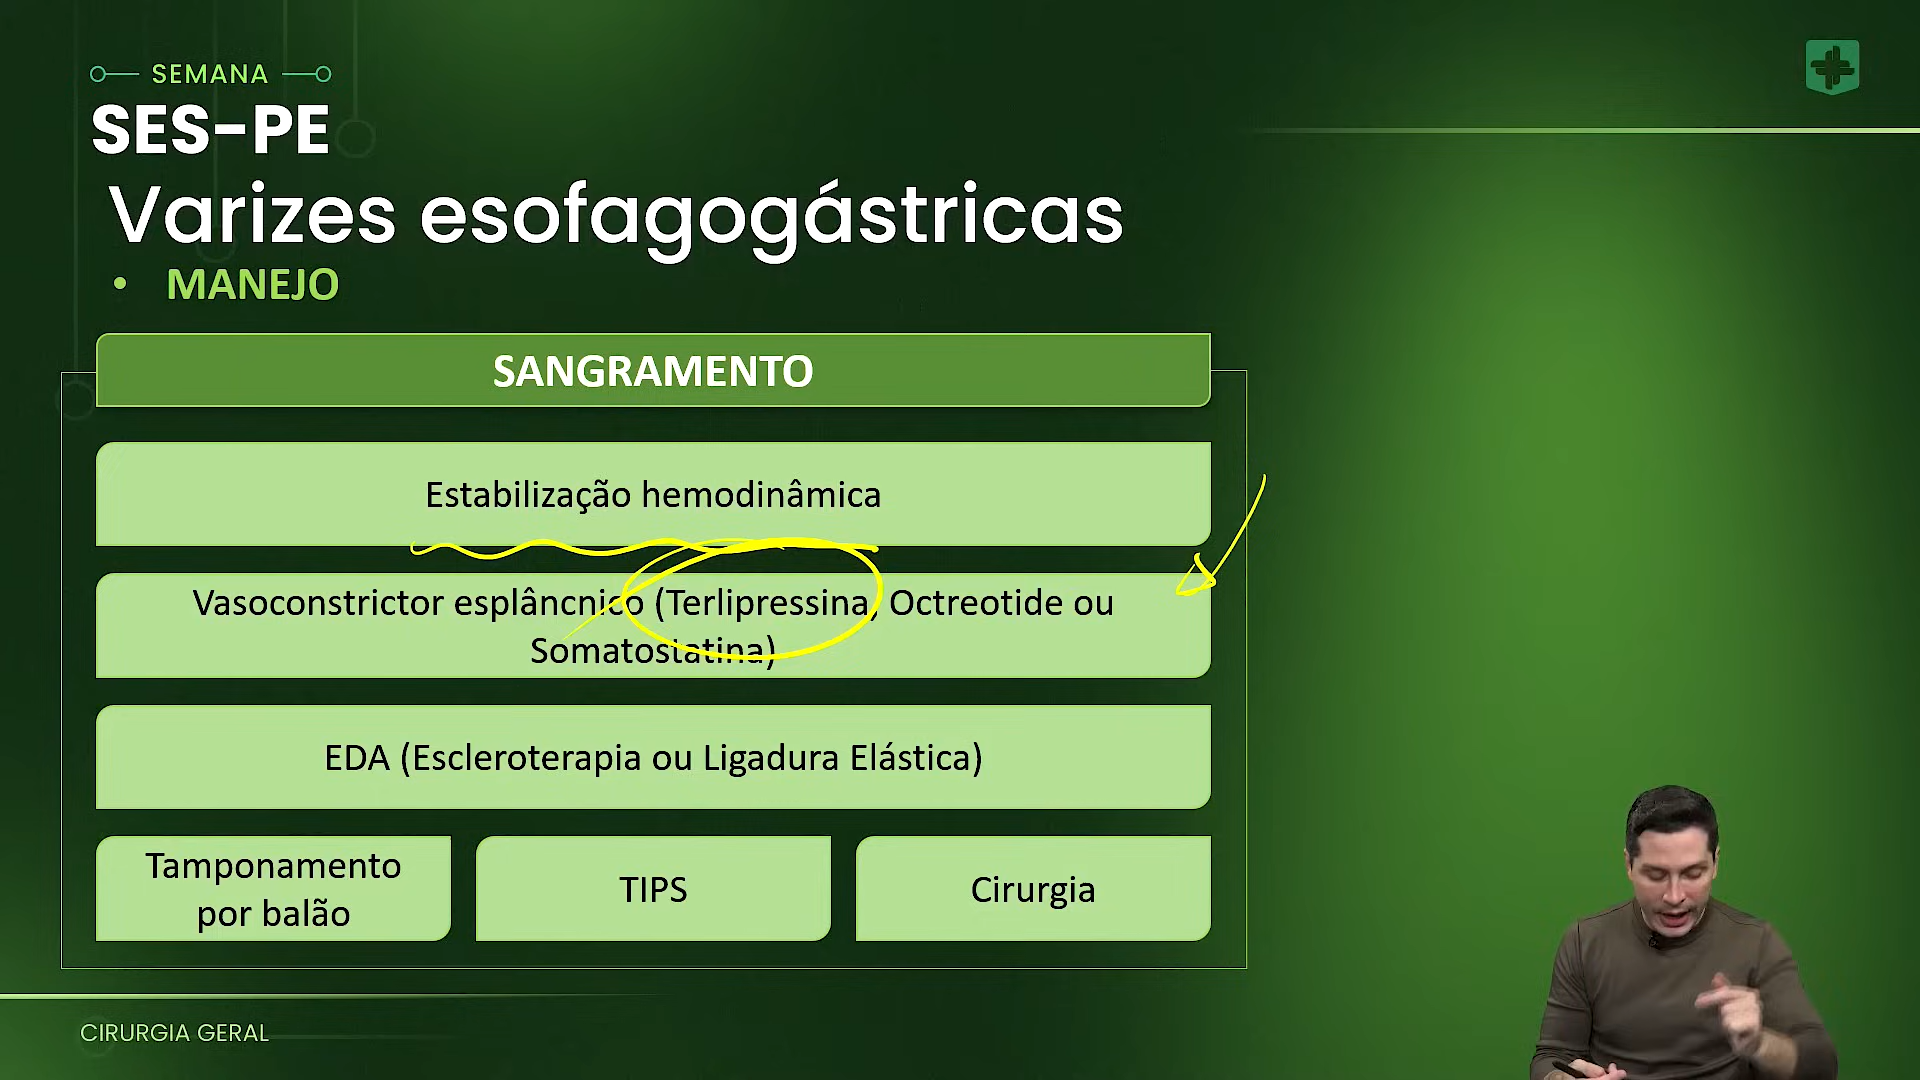 SEMANA
SES-PE
Varizes esofagogástricas
• MANEJO
SANGRAMENTO
Estabilização hemodinâmica
Vasoconstrictor esplâncnico (Terlipressina, Octreotide ou
Somatostatina)
EDA (Escleroterapia ou Ligadura Elástica)
Tamponamento
por balão
TIPS
Cirurgia
CIRURGIA GERAL